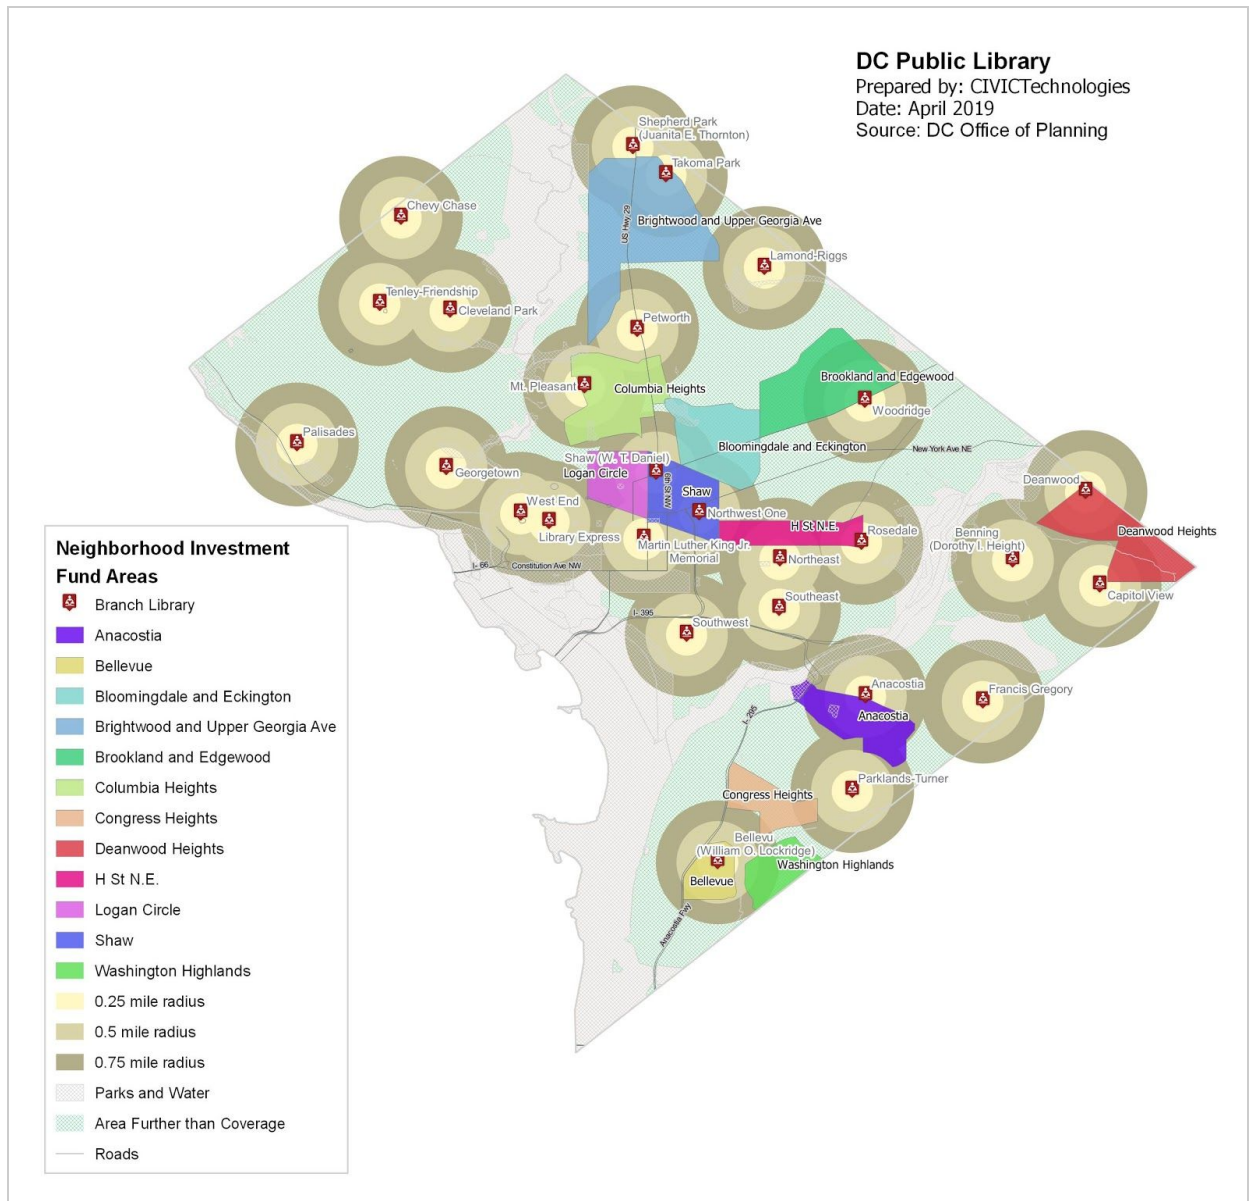 DC Public Library
Prepared by: CIVICTechnologies
Date: April 2019
Source: DC Office of Planning
Shepherd Park
(Juanita E. Thornton)
Takoma Park
Chevy Chase
US Hwy 29
Brightwood and Upper Georgia Ave
Lamond-Riggs
Tenley-Friendship
Cleveland Park
Petworth
Brookland and Edgewood
Mt. Pleasant
Columbia Heights
Woodridge
Palisades
Bloomingdale and Eckington
New York Ave NE
Georgetown
Shaw (W. T. Daniel)
Logan Circle
6th St NW
Shaw
Deanwood
West End
Northwest One
Library Express
H St N.E.
Rosedale
Benning
(Dorothy I. Height)
Deanwood Heights
Martin Luther King Jr.
Memorial
Northeast
I- 66
Constitution Ave NW
Capitol View
Southeast
I- 395
Southwest
Anacostia
Francis Gregory
I- 295
Anacostia
Parklands-Turner
Congress Heights
Bellevu
(William O. Lockridge)
Washington Highlands
Bellevue
Anacostia Fwy
Neighborhood Investment
Fund Areas
Branch Library
Anacostia
Bellevue
Bloomingdale and Eckington
Brightwood and Upper Georgia Ave
Brookland and Edgewood
Columbia Heights
Congress Heights
Deanwood Heights
H St N.E.
Logan Circle
Shaw
Washington Highlands
0.25 mile radius
0.5 mile radius
0.75 mile radius
Parks and Water
Area Further than Coverage
Roads